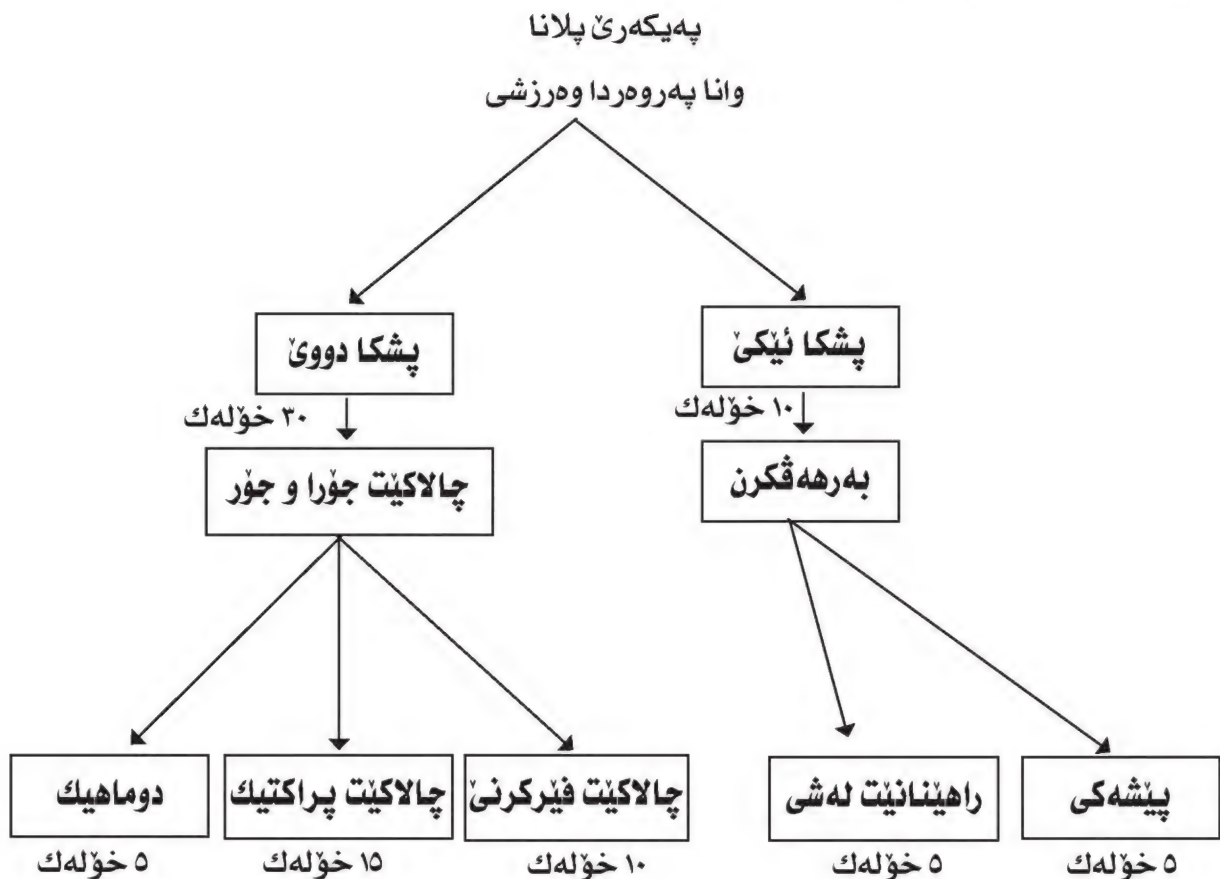 پەیکەرێ پلانا
وانا پەروەردا وەرزشی
پشکا ئێکێ
پشکا دووێ
١٠ خۆلەك
٣٠ خۆلەك
بەرهەڤکرن
چالاکێت جۆرا و جۆر
پێشەکی
راهێنانێت لەشی
چالاکێت فێرکرنێ
چالاکێت پراکتیك
دوماهیك
٥ خۆلەك
٥ خۆلەك
١٠ خۆلەك
١٥ خۆلەك
٥ خۆلەك